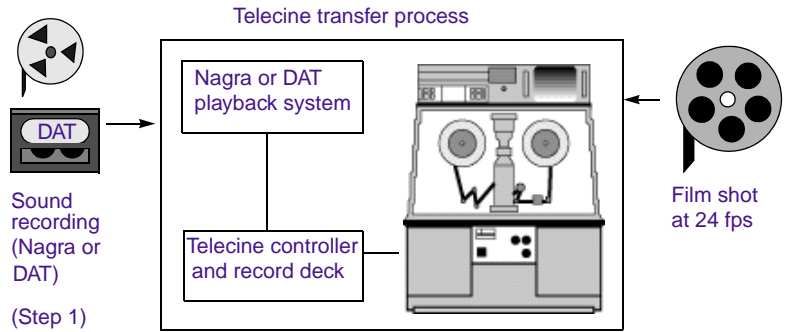 Telecine transfer process
Nagra or DAT
playback system
DAT
Sound
recording
(Nagra or
DAT)
(Step 1)
Telecine controller
and record deck
Film shot
at 24 fps